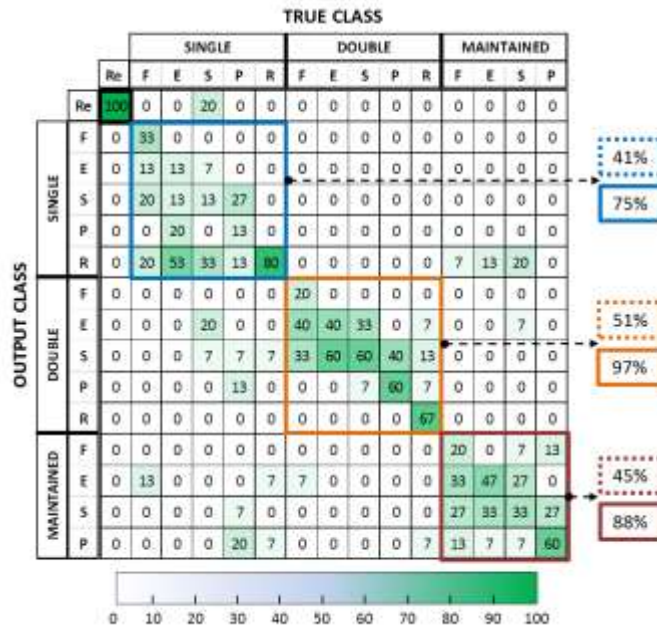 TRUE CLASS
SINGLE DOUBLE MAINTAINED
Re F E S P R F E S P R F E S P
Re 100 0 0 20 0 0 0 0 0 0 0 0 0 0 0
F 0 33 0 0 0 0 0 0 0 0 0 0 0 0 0
E 0 13 13 7 0 0 0 0 0 0 0 0 0 0 0
41%
S 0 20 13 13 27 0 0 0 0 0 0 0 0 0 0
75%
P 0 0 20 0 13 0 0 0 0 0 0 0 0 0 0
R 0 20 53 33 13 80 0 0 0 0 0 7 13 20 0
SINGLE
F 0 0 0 0 0 0 20 0 0 0 0 0 0 0 0
E 0 0 0 20 0 0 40 40 33 0 7 0 0 7 0
51%
S 0 0 0 7 7 7 33 60 60 40 13 0 0 0 0
97%
P 0 0 0 0 13 0 0 0 7 60 7 0 0 0 0
R 0 0 0 0 0 0 0 0 0 0 67 0 0 0 0
DOUBLE
OUTPUT CLASS
F 0 0 0 0 0 0 0 0 0 0 0 20 0 7 13
E 0 13 0 0 0 7 7 0 0 0 0 33 47 27 0
45%
S 0 0 0 0 7 0 0 0 0 0 0 27 33 33 27
88%
P 0 0 0 0 20 7 0 0 0 0 7 13 7 7 60
MAINTAINED
0 10 20 30 40 50 60 70 80 90 100